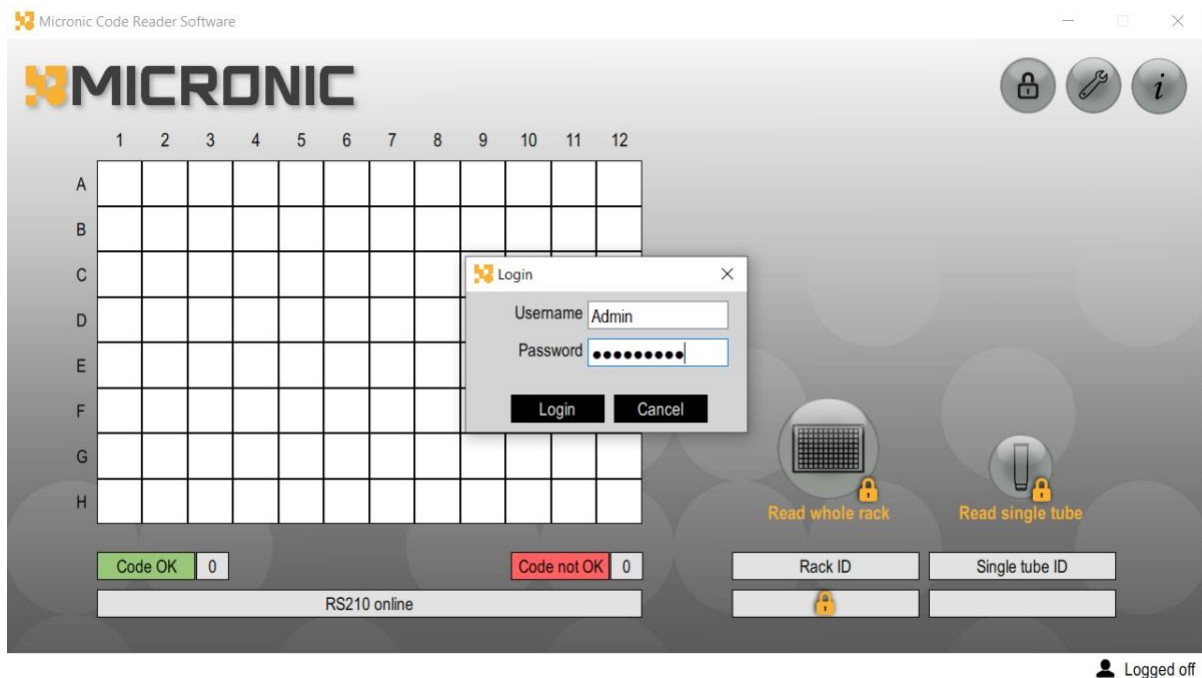 Micronic Code Reader Software
MICRONIC
i
1 2 3 4 5 6 7 8 9 10 11 12
A
B
C
Login
D
Username Admin
Password ●●●●●●●●●
E
F
Login Cancel
G
H
Read whole rack Read single tube
Code OK 0 Code not OK 0 Rack ID Single tube ID
RS210 online
Logged off